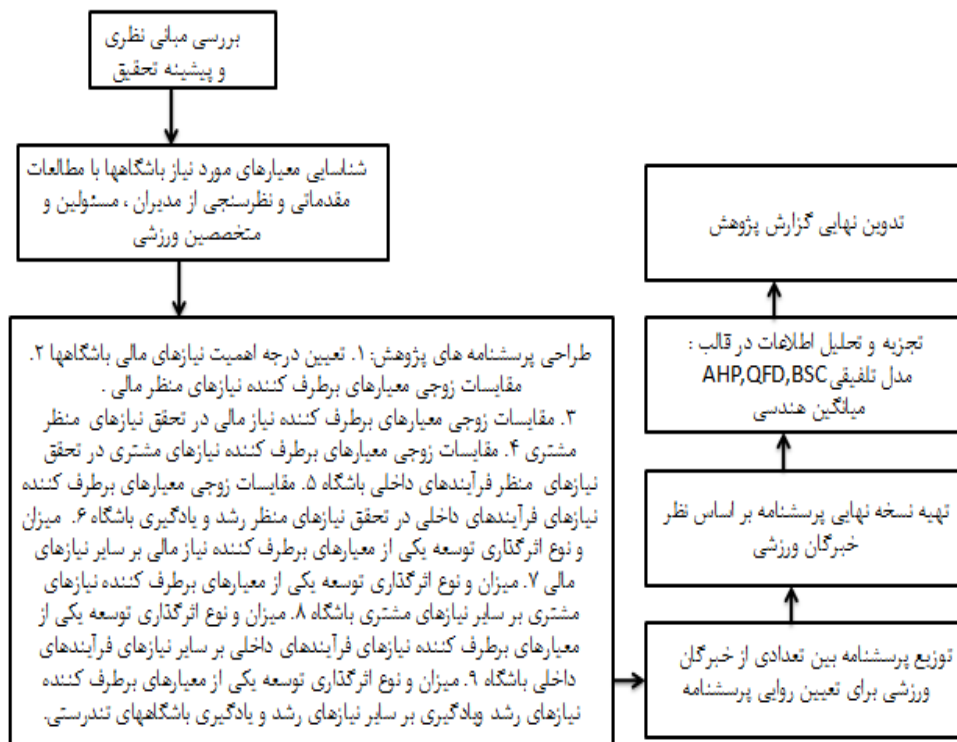 بررسی مبانی نظری
و پیشینه تحقیق
شناسایی معیارهای مورد نیاز باشگاهها با مطالعات
مقدماتی و نظرسنجی از مدیران ، مسئولین و
متخصصین ورزشی
طراحی پرسشنامه های پژوهش: ۱. تعیین درجه اهمیت نیازهای مالی باشگاهها ۲.
مقایسات زوجی معیارهای برطرف کننده نیازهای منظر مالی .
۳. مقایسات زوجی معیارهای برطرف کننده نیاز مالی در تحقق نیازهای منظر
مشتری ۴. مقایسات زوجی معیارهای برطرف کننده نیازهای مشتری در تحقق
نیازهای منظر فرآیندهای داخلی باشگاه ۵. مقایسات زوجی معیارهای برطرف کننده
نیازهای فرآیندهای داخلی در تحقق نیازهای منظر رشد و یادگیری باشگاه ۶. میزان
و نوع اثرگذاری توسعه یکی از معیارهای برطرف کننده نیاز مالی بر سایر نیازهای
مالی ۷. میزان و نوع اثرگذاری توسعه یکی از معیارهای برطرف کننده نیازهای
مشتری بر سایر نیازهای مشتری باشگاه ۸. میزان و نوع اثرگذاری توسعه یکی از
معیارهای برطرف کننده نیازهای فرآیندهای داخلی بر سایر نیازهای فرآیندهای
داخلی باشگاه ۹. میزان و نوع اثرگذاری توسعه یکی از معیارهای برطرف کننده
نیازهای رشد ویادگیری بر سایر نیازهای رشد و یادگیری باشگاههای تندرستی.
توزیع پرسشنامه بین تعدادی از خبرگان
ورزشی برای تعیین روایی پرسشنامه
تهیه نسخه نهایی پرسشنامه بر اساس نظر
خبرگان ورزشی
تجزیه و تحلیل اطلاعات در قالب :
مدل تلفیقی AHP,QFD,BSC
میانگین هندسی
تدوین نهایی گزارش پژوهش